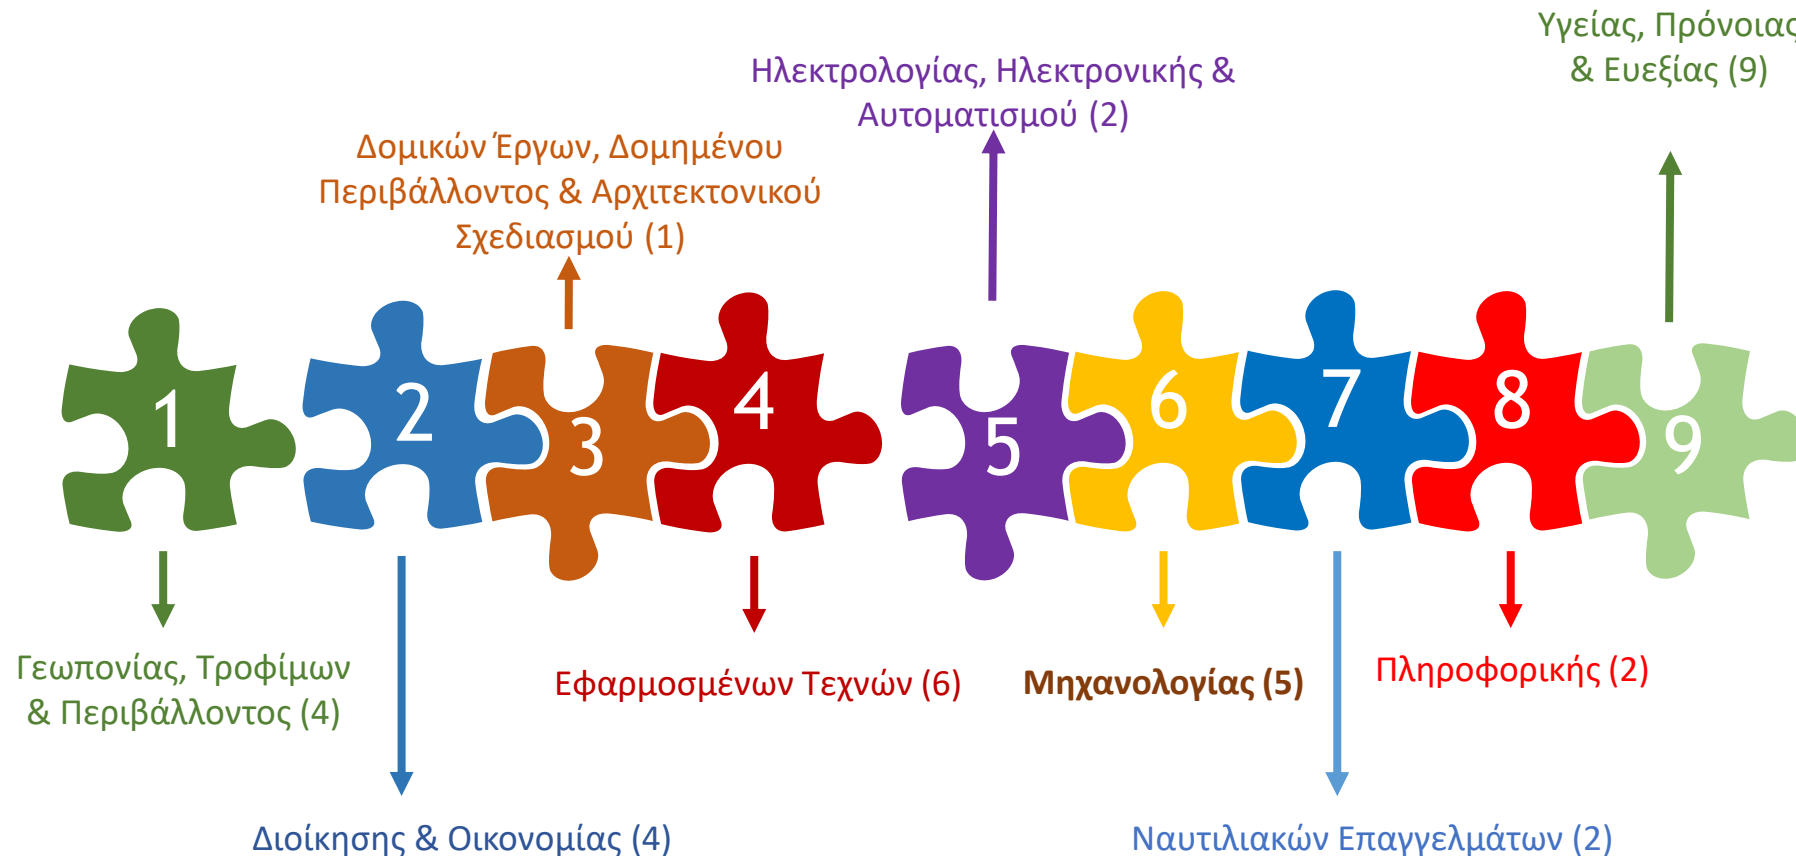 Υγείας, Πρόνοιας
& Ευεξίας (9)
Ηλεκτρολογίας, Ηλεκτρονικής &
Αυτοματισμού (2)
Δομικών Έργων, Δομημένου
Περιβάλλοντος & Αρχιτεκτονικού
Σχεδιασμού (1)
1
2
3
4
5
6
7
8
9
Γεωπονίας, Τροφίμων
& Περιβάλλοντος (4)
Εφαρμοσμένων Τεχνών (6)
Μηχανολογίας (5)
Πληροφορικής (2)
Διοίκησης & Οικονομίας (4)
Ναυτιλιακών Επαγγελμάτων (2)